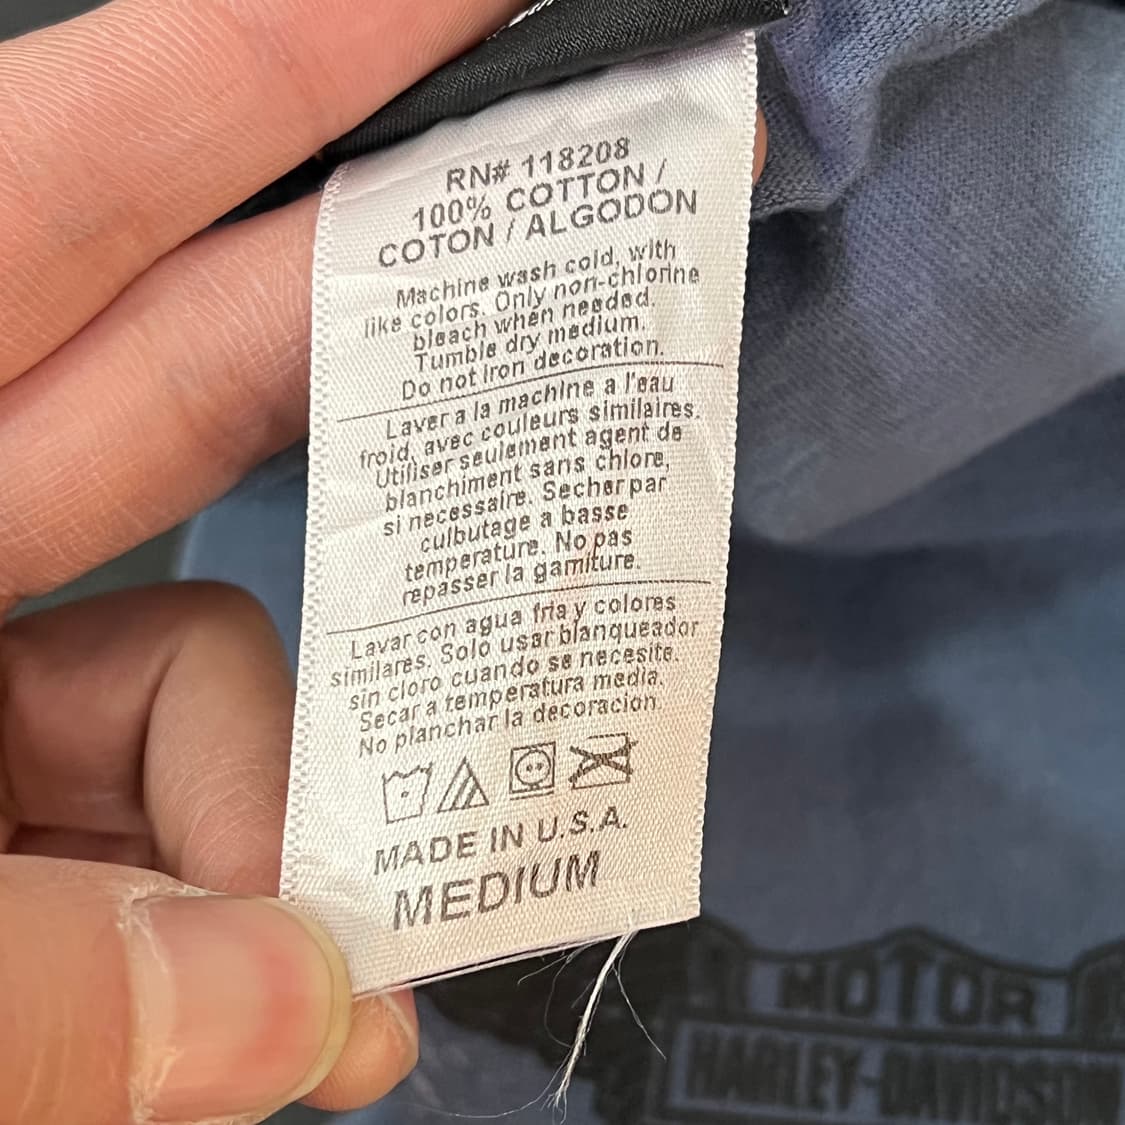 RN# 118208
100% COTTON /
COTON / ALGODON
Machine wash cold, with
like colors. Only non-chlorine
bleach when needed.
Tumble dry medium.
Do not iron decoration.
Laver a la machine a l'eau
froid, avec couleurs similaires.
Utiliser seulement agent de
blanchiment sans chlore,
si necessaire. Secher par
culbutage a basse
temperature. No pas
repasser la garniture.
Lavar con agua fria y colores
similares. Solo usar blanqueador
sin cloro cuando se necesite.
Secar a temperatura media.
No planchar la decoracion.
MADE IN U.S.A.
MEDIUM
MOTOR
HARLEY-DAVIDSON